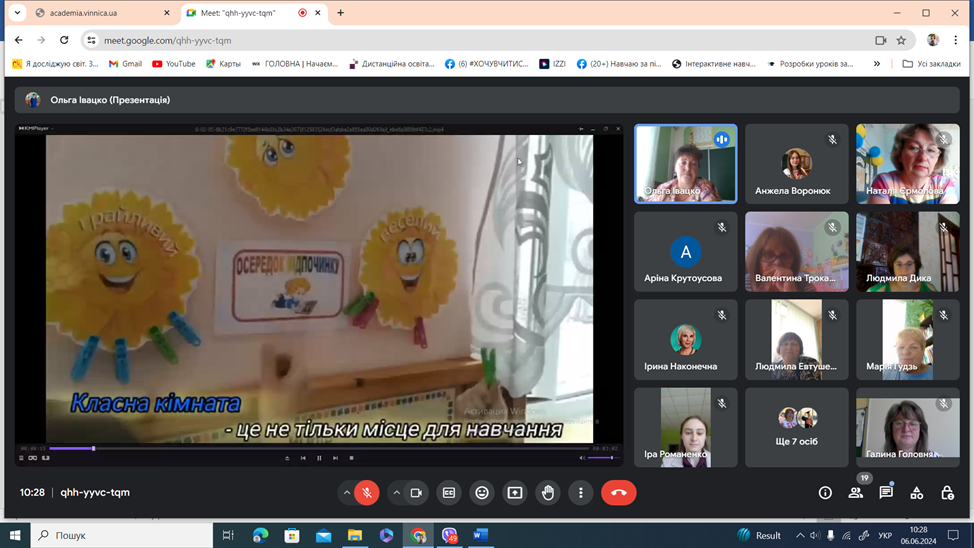 academia.vinnica.ua
Meet: "qhh-yyvc-tqm"
meet.google.com/qhh-yyvc-tqm
Я досліджую світ. 3...
Gmail
YouTube
Карты
ГОЛОВНА | Начаєм...
Дистанційна освіта...
(6) #ХОЧУВЧИТИС...
IZZI
(20+) Навчаю за пі...
Інтерактивне навч...
Розробки уроків за...
Усі закладки
Ольга Івацко (Презентація)
KMPlayer
грайливий
веселий
ОСЕРЕДОК ВІДПОЧИНКУ
Класна кімната
- це не тільки місце для навчання
Ольга Івацко
Анжела Воронюк
Наталя Єрмолова
А
Аріна Крутоусова
Валентина Трока...
Людмила Дика
Ірина Наконечна
Людмила Евтуше...
Марія Гудзь
Іра Романенко
Ще 7 осіб
Галина Головня
10:28
qhh-yyvc-tqm
19
Пошук
49
Result
УКР
10:28
06.06.2024